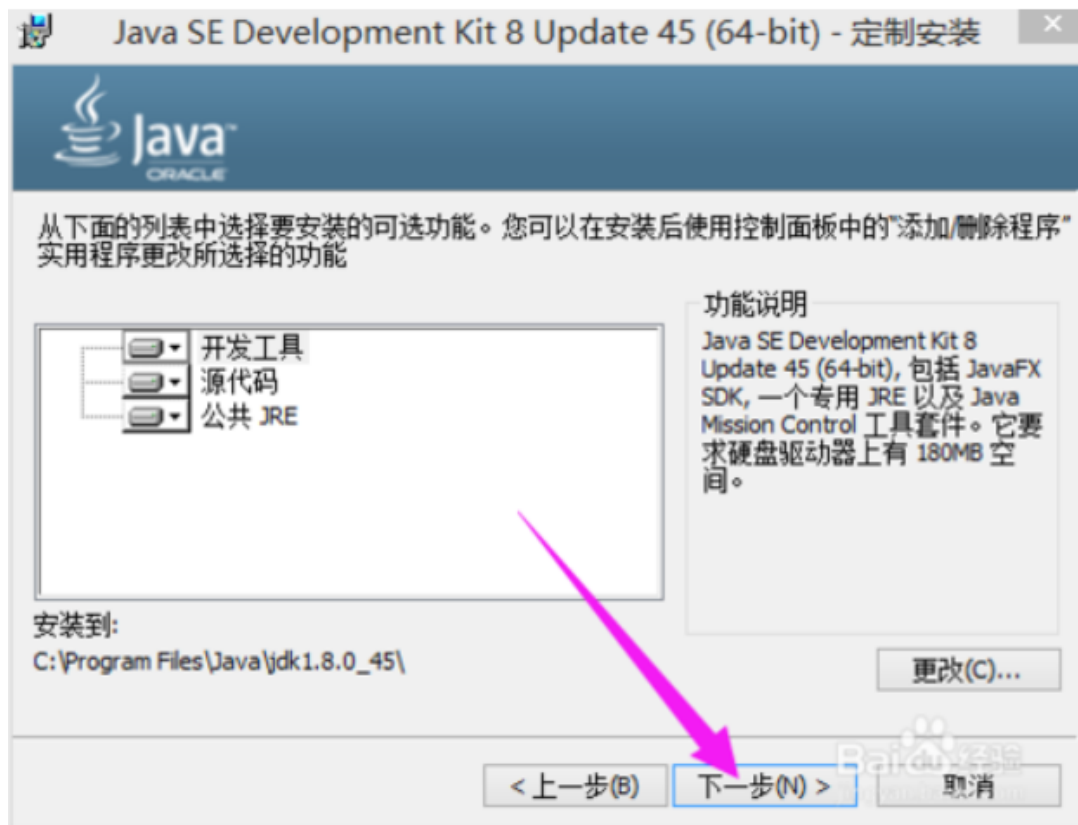 Java SE Development Kit 8 Update 45 (64-bit) - 定制安装
Java™
ORACLE
从下面的列表中选择要安装的可选功能。您可以在安装后使用控制面板中的“添加/删除程序”
实用程序更改所选择的功能
开发工具
源代码
公共 JRE
功能说明
Java SE Development Kit 8
Update 45 (64-bit), 包括 JavaFX
SDK, 一个专用 JRE 以及 Java
Mission Control 工具套件。它要
求硬盘驱动器上有 180MB 空
间。
安装到:
C:\Program Files\Java\jdk1.8.0_45\
更改(C)...
< 上一步(B)
下一步(N) >
取消
Baidu 经验